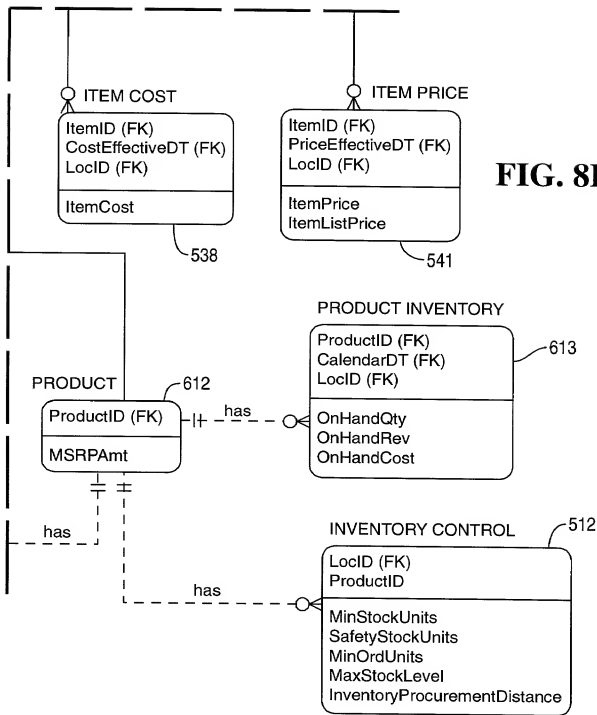 ITEM COST
ItemID (FK)
CostEffectiveDT (FK)
LocID (FK)
ItemCost
538
ITEM PRICE
ItemID (FK)
PriceEffectiveDT (FK)
LocID (FK)
ItemPrice
ItemListPrice
541
FIG. 8
PRODUCT
612
ProductID (FK)
MSRPAmt
has
PRODUCT INVENTORY
613
ProductID (FK)
CalendarDT (FK)
LocID (FK)
OnHandQty
OnHandRev
OnHandCost
has
has
INVENTORY CONTROL
512
LocID (FK)
ProductID
MinStockUnits
SafetyStockUnits
MinOrdUnits
MaxStockLevel
InventoryProcurementDistance